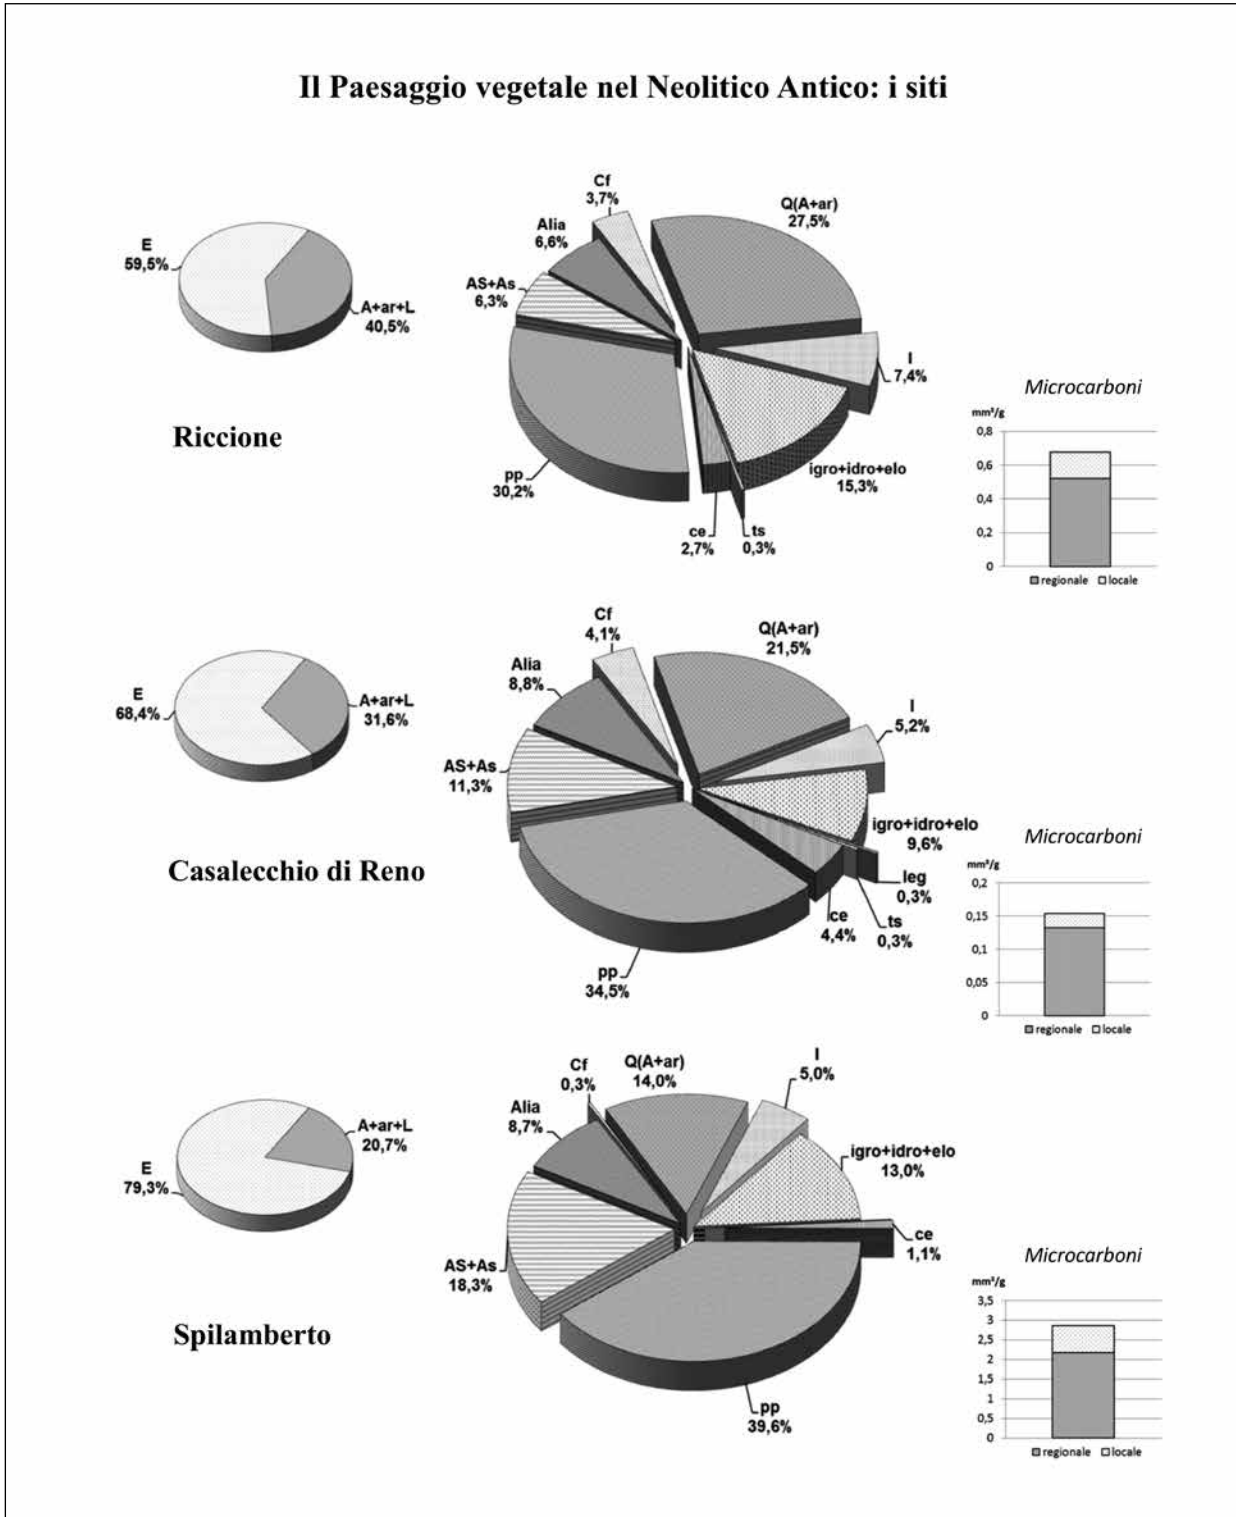 Il Paesaggio vegetale nel Neolitico Antico: i siti
E
59,5%
A+ar+L
40,5%
Riccione
Cf
3,7%
Q(A+ar)
27,5%
Alia
6,6%
AS+As
6,3%
I
7,4%
igro+idro+elo
15,3%
pp
30,2%
ce
2,7%
ts
0,3%
Microcarboni
mm²/g
0,8
0,6
0,4
0,2
0
regionale locale
E
68,4%
A+ar+L
31,6%
Casalecchio di Reno
Cf
4,1%
Q(A+ar)
21,5%
Alia
8,8%
I
5,2%
AS+As
11,3%
igro+idro+elo
9,6%
leg
0,3%
ce
4,4%
ts
0,3%
pp
34,5%
Microcarboni
mm²/g
0,2
0,15
0,1
0,05
0
regionale locale
E
79,3%
A+ar+L
20,7%
Spilamberto
Cf
0,3%
Q(A+ar)
14,0%
I
5,0%
Alia
8,7%
igro+idro+elo
13,0%
AS+As
18,3%
ce
1,1%
pp
39,6%
Microcarboni
mm²/g
3,5
3
2,5
2
1,5
1
0,5
0
regionale locale